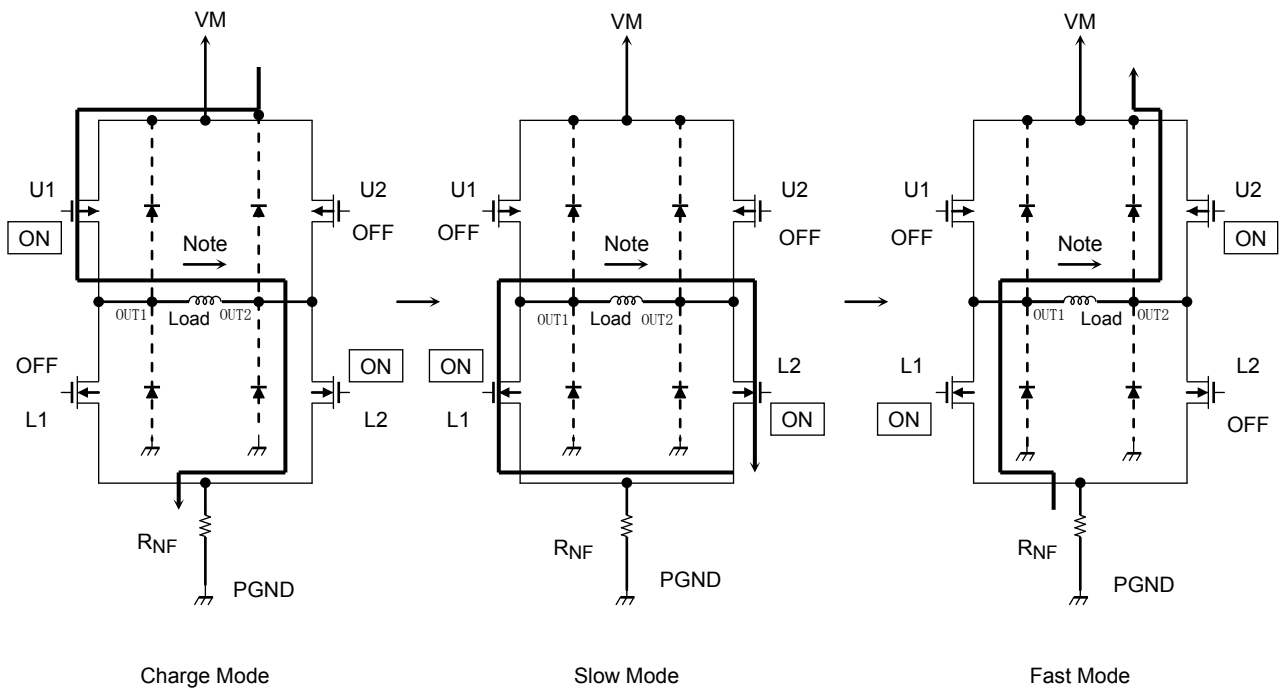 VM
U1
ON
U2
OFF
Note
OUT1
Load
OUT2
OFF
L1
ON
L2
RNF
PGND
Charge Mode
VM
U1
OFF
U2
OFF
Note
OUT1
Load
OUT2
ON
L1
L2
ON
RNF
PGND
Slow Mode
VM
U1
OFF
U2
ON
Note
OUT1
Load
OUT2
L1
ON
L2
OFF
RNF
PGND
Fast Mode